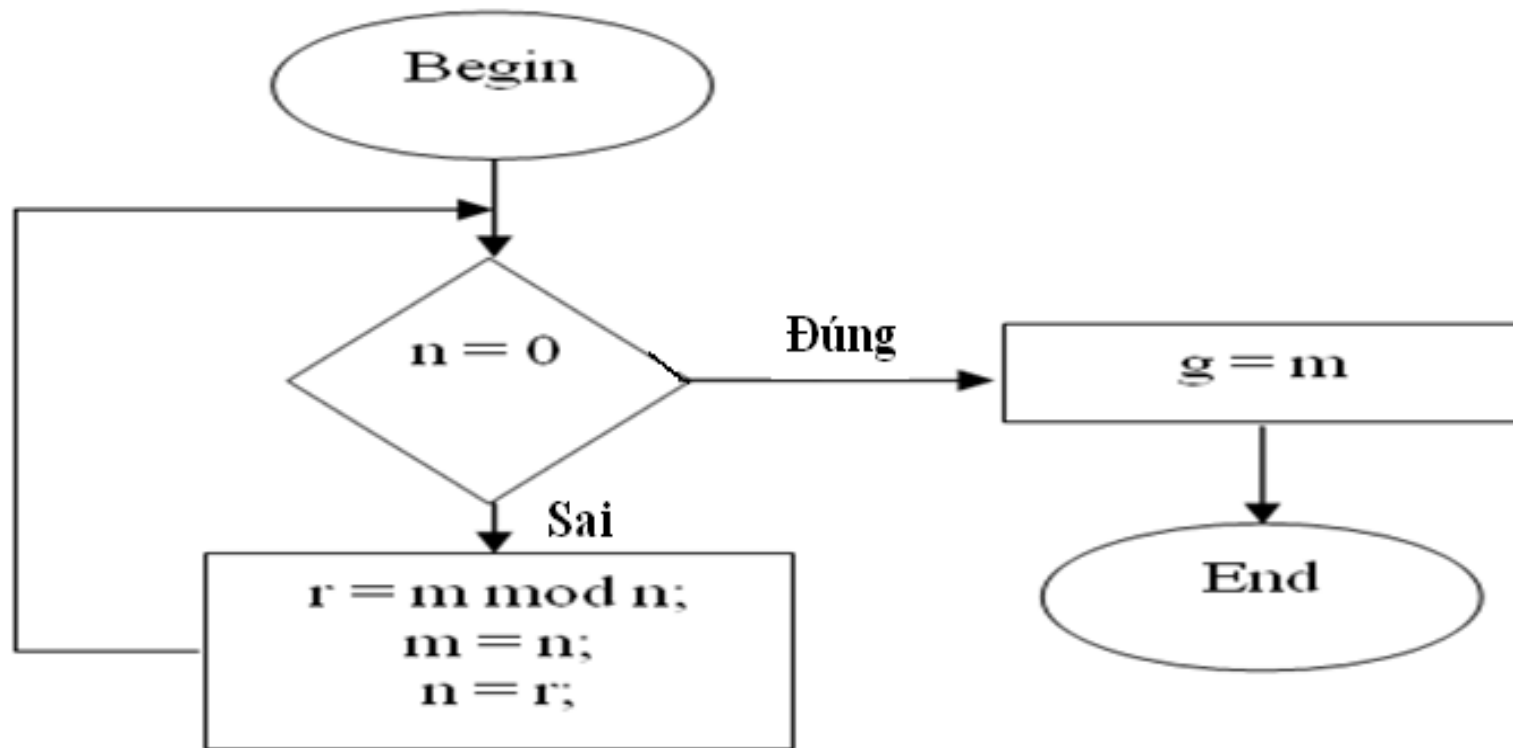 Begin
n = 0
Đúng
g = m
Sai
End
r = m mod n;
m = n;
n = r;